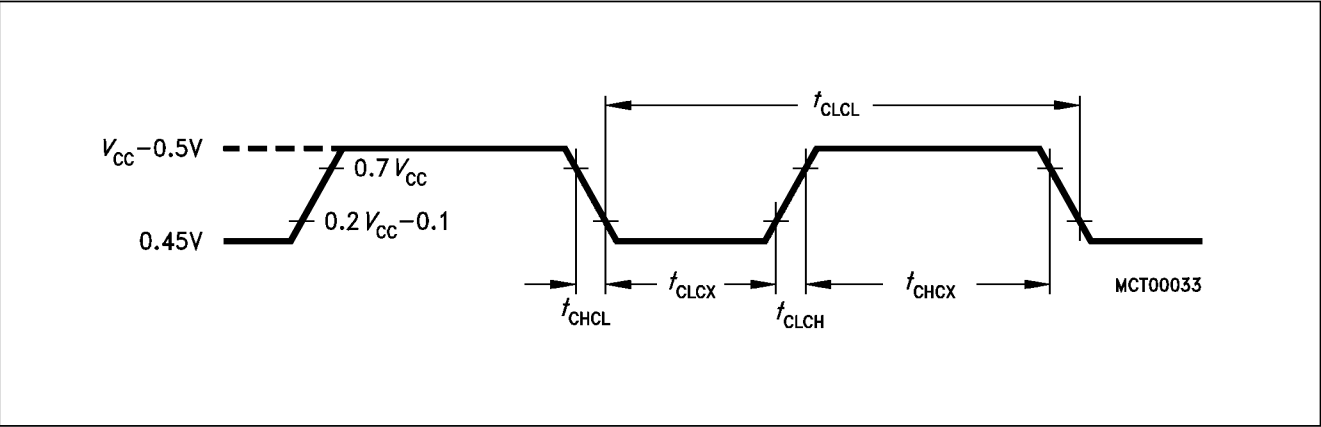 tCLCL
VCC−0.5V
0.7 VCC
0.2 VCC−0.1
0.45V
tCLCX
tCHCX
MCT00033
tCHCL
tCLCH